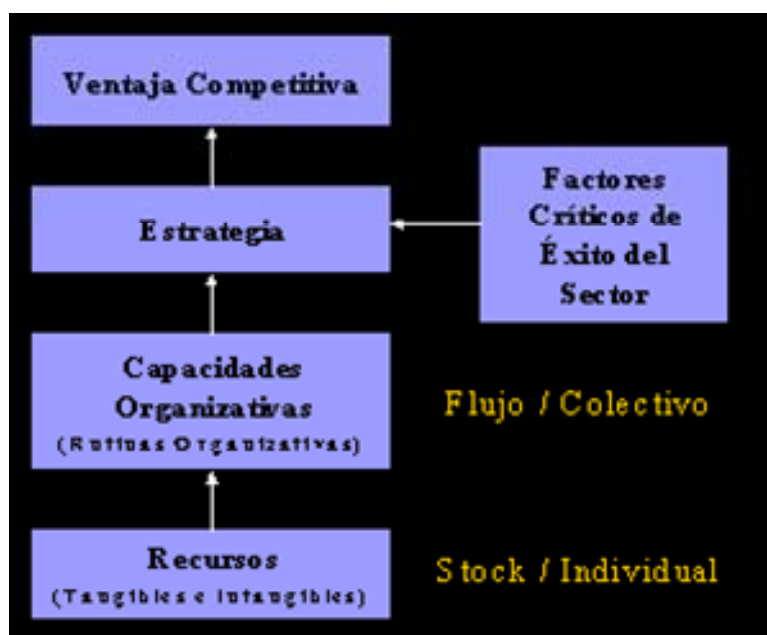 Ventaja Competitiva
Estrategia
Factores
Críticos de
Éxito del
Sector
Capacidades
Organizativas
(Rutinas Organizativas)
Flujo / Colectivo
Recursos
(Tangibles e Intangibles)
Stock / Individual